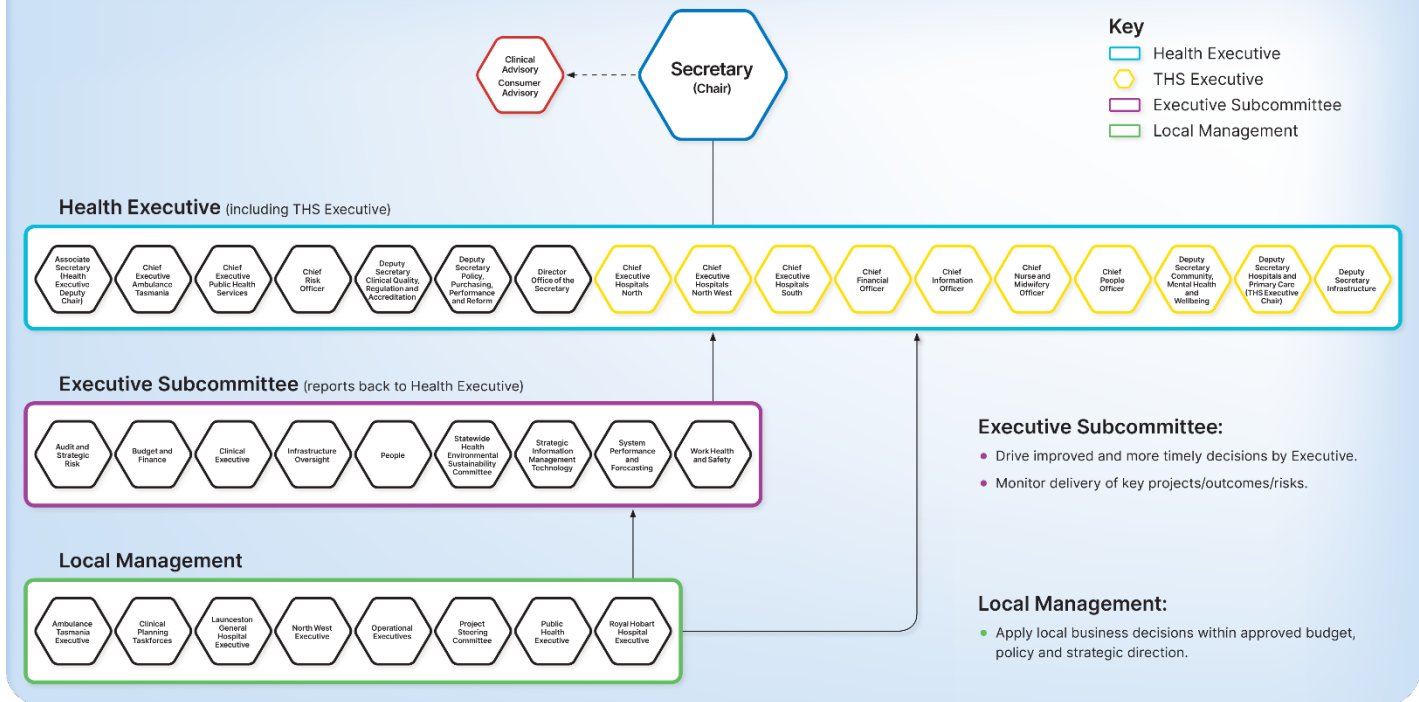 Clinical
Advisory
Consumer
Advisory
Secretary
(Chair)
Key
Health Executive
THS Executive
Executive Subcommittee
Local Management
Health Executive (including THS Executive)
Associate
Secretary
(Health
Executive
Deputy
Chair)
Chief
Executive
Ambulance
Tasmania
Chief
Executive
Public Health
Services
Chief
Risk
Officer
Deputy
Secretary
Clinical Quality,
Regulation and
Accreditation
Deputy
Secretary
Policy,
Purchasing,
Performance
and Reform
Director
Office of the
Secretary
Chief
Executive
Hospitals
North
Chief
Executive
Hospitals
North West
Chief
Executive
Hospitals
South
Chief
Financial
Officer
Chief
Information
Officer
Chief
Nurse and
Midwifery
Officer
Chief
People
Officer
Deputy
Secretary
Community,
Mental Health
and
Wellbeing
Deputy
Secretary
Hospitals and
Primary Care
(THS Executive
Chair)
Deputy
Secretary
Infrastructure
Executive Subcommittee (reports back to Health Executive)
Audit and
Strategic
Risk
Budget and
Finance
Clinical
Executive
Infrastructure
Oversight
People
Statewide
Health
Environmental
Sustainability
Committee
Strategic
Information
Management
Technology
System
Performance
and
Forecasting
Work Health
and Safety
Executive Subcommittee:
• Drive improved and more timely decisions by Executive.
• Monitor delivery of key projects/outcomes/risks.
Local Management
Ambulance
Tasmania
Executive
Clinical
Planning
Taskforces
Launceston
General
Hospital
Executive
North West
Executive
Operational
Executives
Project
Steering
Committee
Public
Health
Executive
Royal Hobart
Hospital
Executive
Local Management:
• Apply local business decisions within approved budget,
policy and strategic direction.